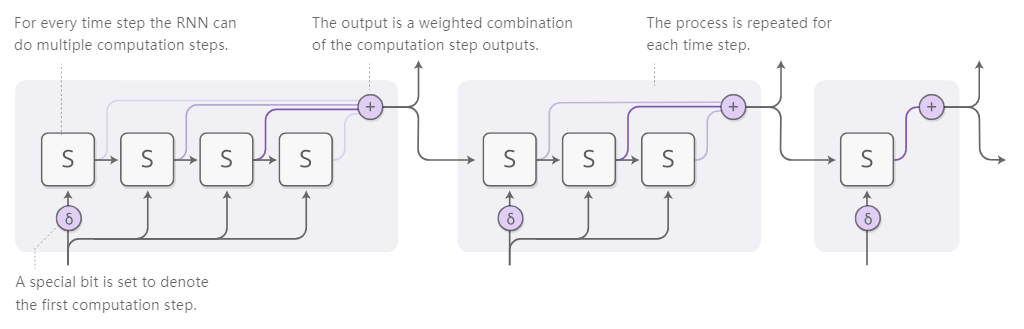 For every time step the RNN can
do multiple computation steps.
The output is a weighted combination
of the computation step outputs.
The process is repeated for
each time step.
+ + +
S S S S S S S S
δ δ δ
A special bit is set to denote
the first computation step.